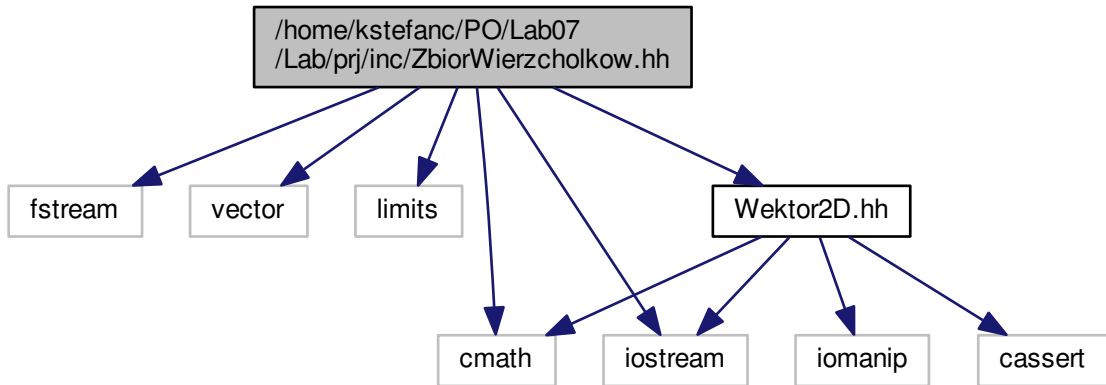 /home/kstefanc/PO/Lab07
/Lab/prj/inc/ZbiorWierzcholkow.hh
fstream
vector
limits
Wektor2D.hh
cmath
iostream
iomanip
cassert